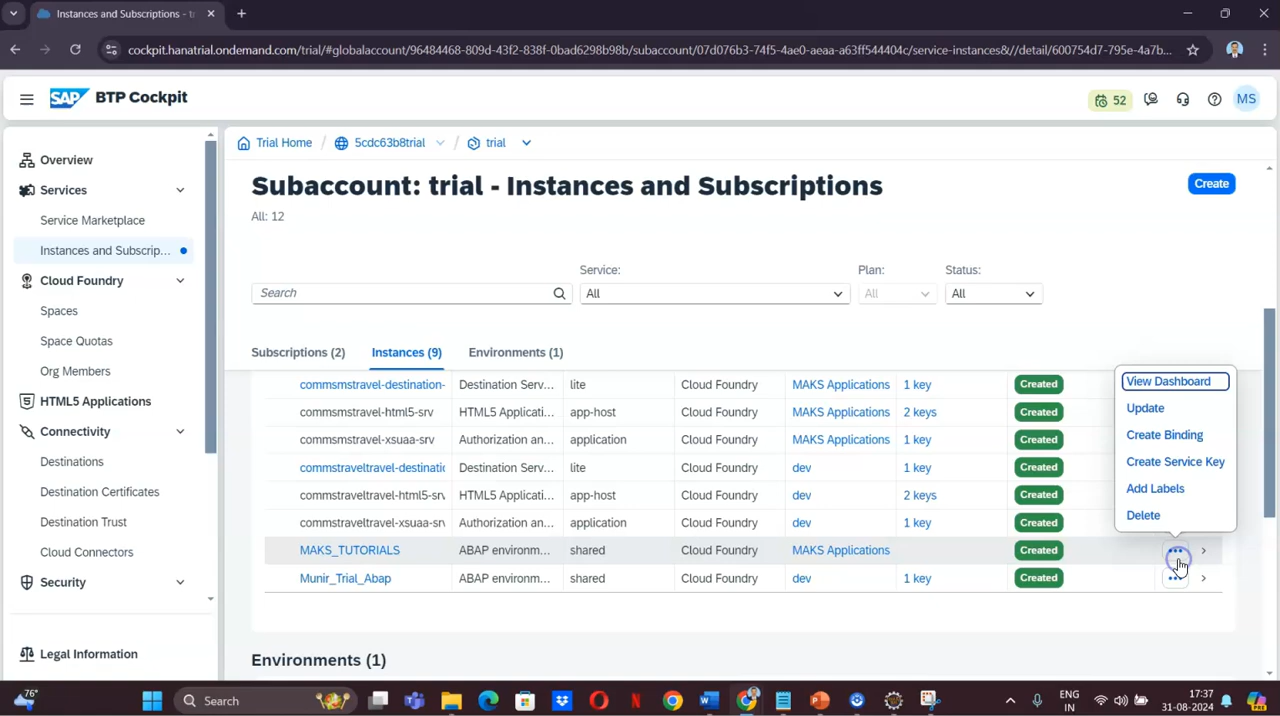 Instances and Subscriptions - tr
cockpit.hanatrial.ondemand.com/trial/#globalaccount/96484468-809d-43f2-838f-0bad6298b98b/subaccount/07d076b3-74f5-4ae0-aeaa-a63ff544404c/service-instances&//detail/600754d7-795e-4a7b...
SAP BTP Cockpit
52
MS
Overview
Services
Service Marketplace
Instances and Subscrip...
Cloud Foundry
Spaces
Space Quotas
Org Members
HTML5 Applications
Connectivity
Destinations
Destination Certificates
Destination Trust
Cloud Connectors
Security
Legal Information
Trial Home / 5cdc63b8trial / trial
Subaccount: trial - Instances and Subscriptions
Create
All: 12
Service: Plan: Status:
Search All All All
Subscriptions (2) Instances (9) Environments (1)
commsmstravel-destination- Destination Serv... lite Cloud Foundry MAKS Applications 1 key Created
commsmstravel-html5-srv HTML5 Applicati... app-host Cloud Foundry MAKS Applications 2 keys Created
commsmstravel-xsuaa-srv Authorization an... application Cloud Foundry MAKS Applications 1 key Created
commstraveltravel-destinatic Destination Serv... lite Cloud Foundry dev 1 key Created
commstraveltravel-html5-srv HTML5 Applicati... app-host Cloud Foundry dev 2 keys Created
commstraveltravel-xsuaa-srv Authorization an... application Cloud Foundry dev 1 key Created
MAKS_TUTORIALS ABAP environm... shared Cloud Foundry MAKS Applications Created
Munir_Trial_Abap ABAP environm... shared Cloud Foundry dev 1 key Created
View Dashboard
Update
Create Binding
Create Service Key
Add Labels
Delete
Environments (1)
76°
Search
ENG
IN
17:37
31-08-2024